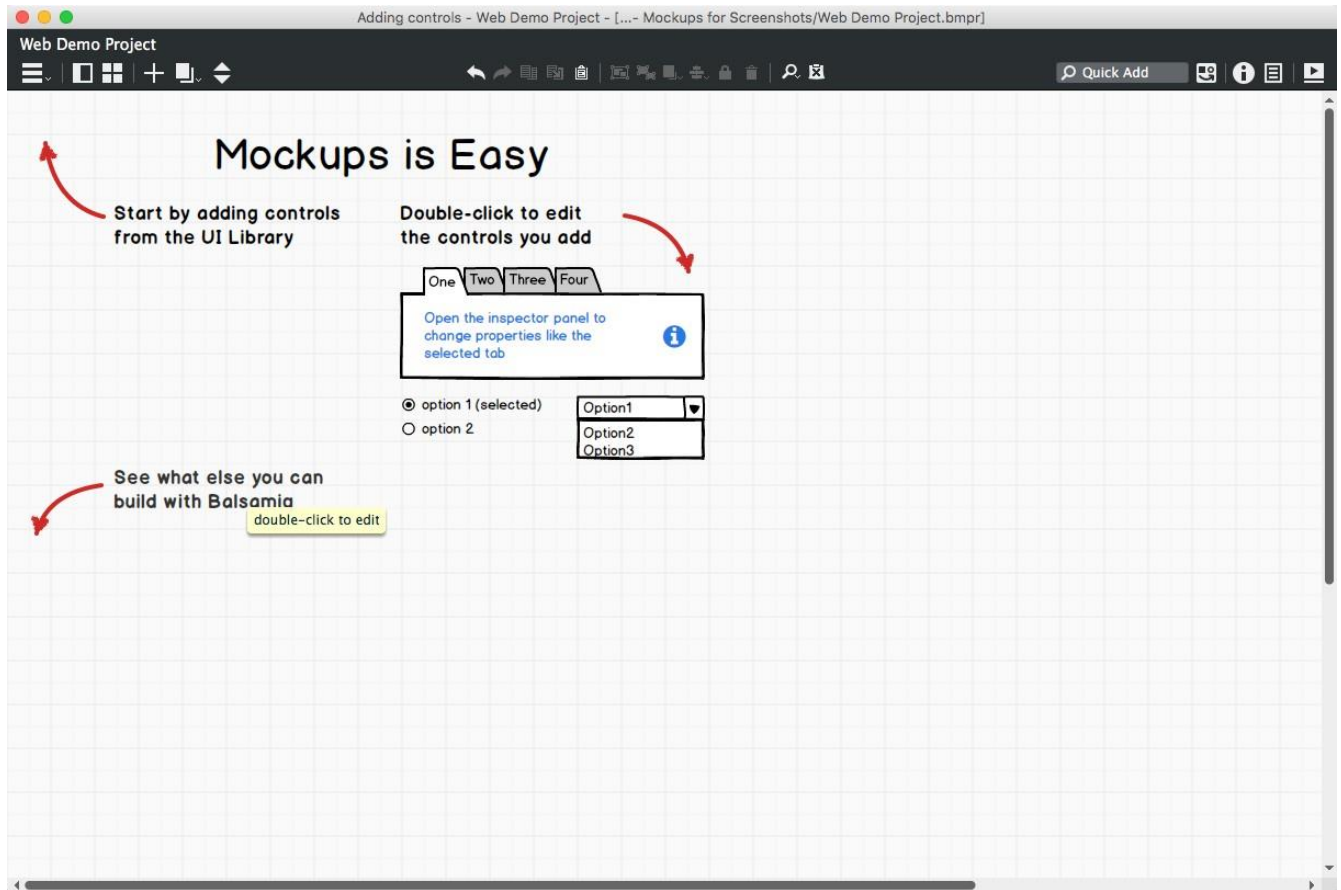 Adding controls - Web Demo Project - [...- Mockups for Screenshots/Web Demo Project.bmpr]
Web Demo Project
Quick Add
Mockups is Easy
Start by adding controls
from the UI Library
Double-click to edit
the controls you add
One Two Three Four
Open the inspector panel to
change properties like the
selected tab
option 1 (selected)
option 2
Option1
Option2
Option3
See what else you can
build with Balsamiq
double-click to edit